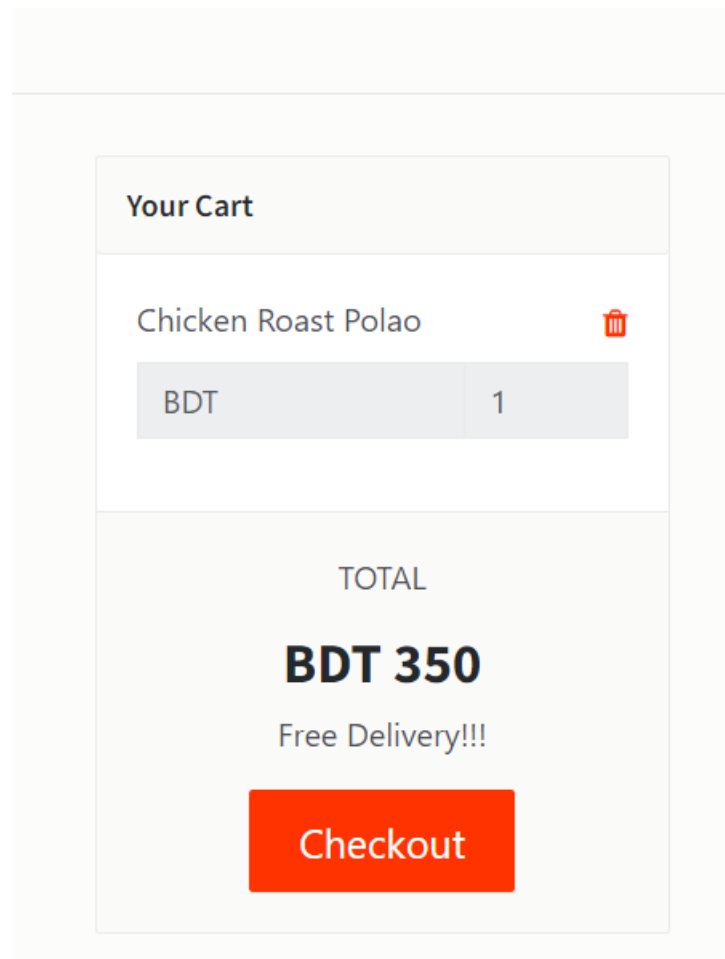 Your Cart
Chicken Roast Polao
BDT 1
TOTAL
BDT 350
Free Delivery!!!
Checkout